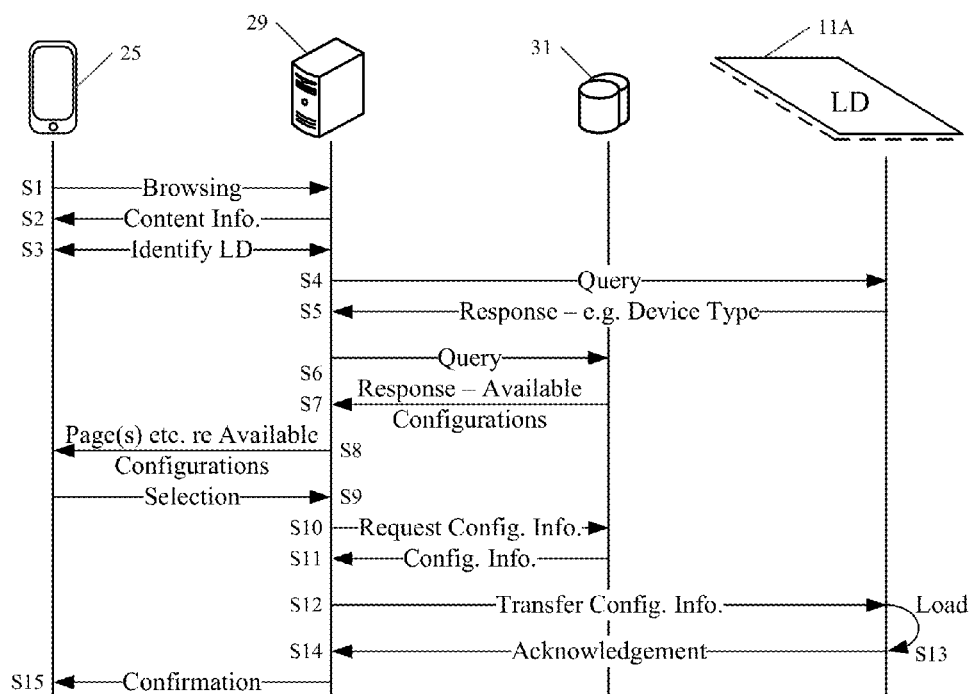 25
29
31
11A
LD
S1 Browsing
S2 Content Info.
S3 Identify LD
S4 Query
S5 Response – e.g. Device Type
S6 Query
S7 Response – Available
Configurations
Page(s) etc. re Available S8
Configurations
Selection S9
S10 Request Config. Info.
S11 Config. Info.
S12 Transfer Config. Info. Load
S14 Acknowledgement S13
S15 Confirmation